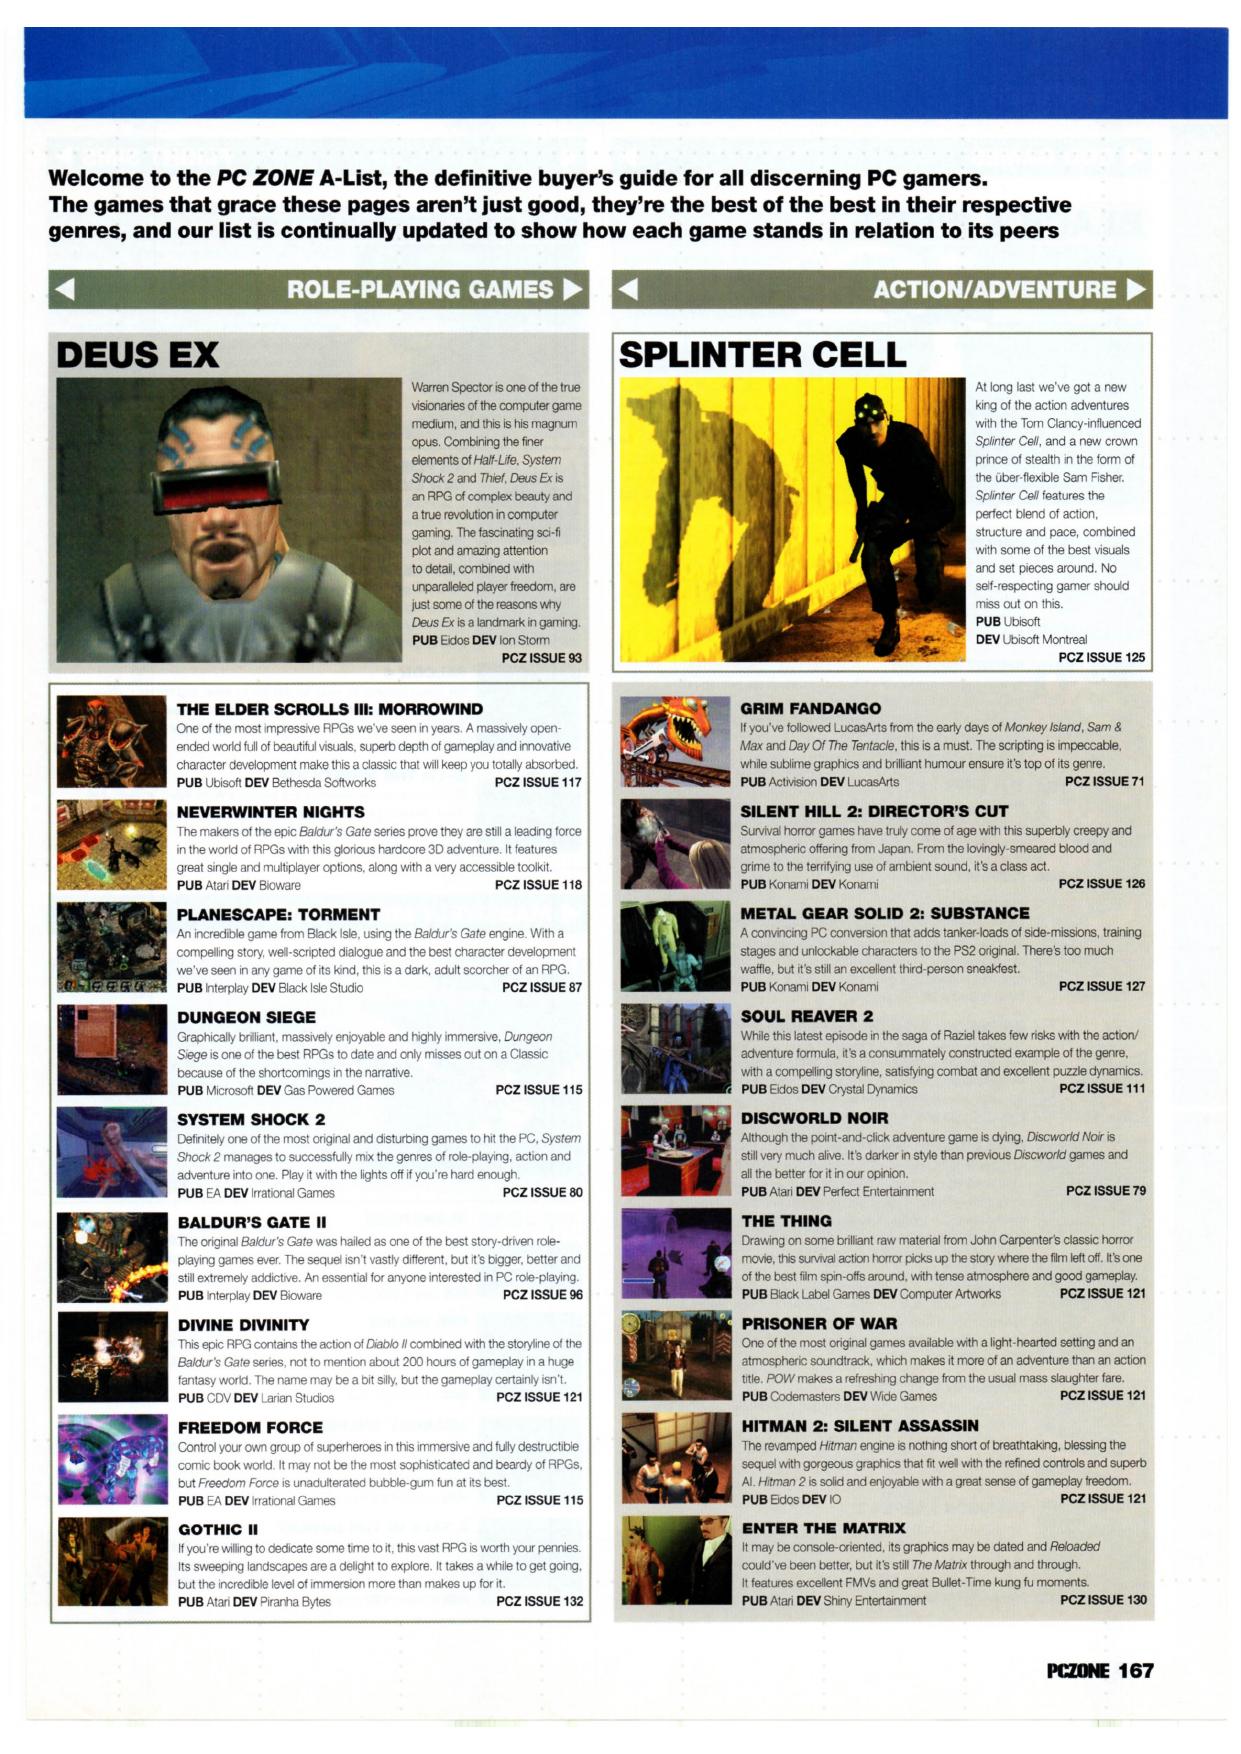 Welcome to the PC ZONE A-List, the definitive buyer's guide for all discerning PC gamers.
The games that grace these pages aren't just good, they're the best of the best in their respective
genres, and our list is continually updated to show how each game stands in relation to its peers
ROLE-PLAYING GAMES
DEUS EX
Warren Spector is one of the true
visionaries of the computer game
medium, and this is his magnum
opus. Combining the finer
elements of Half-Life, System
Shock 2 and Thief, Deus Ex is
an RPG of complex beauty and
a true revolution in computer
gaming. The fascinating sci-fi
plot and amazing attention
to detail, combined with
unparalleled player freedom, are
just some of the reasons why
Deus Ex is a landmark in gaming.
PUB Eidos DEV Ion Storm
PCZ ISSUE 93
THE ELDER SCROLLS III: MORROWIND
One of the most impressive RPGs we've seen in years. A massively open-
ended world full of beautiful visuals, superb depth of gameplay and innovative
character development make this a classic that will keep you totally absorbed.
PUB Ubisoft DEV Bethesda Softworks PCZ ISSUE 117
NEVERWINTER NIGHTS
The makers of the epic Baldur's Gate series prove they are still a leading force
in the world of RPGs with this glorious hardcore 3D adventure. It features
great single and multiplayer options, along with a very accessible toolkit.
PUB Atari DEV Bioware PCZ ISSUE 118
PLANESCAPE: TORMENT
An incredible game from Black Isle, using the Baldur's Gate engine. With a
compelling story, well-scripted dialogue and the best character development
we've seen in any game of its kind, this is a dark, adult scorcher of an RPG.
PUB Interplay DEV Black Isle Studio PCZ ISSUE 87
DUNGEON SIEGE
Graphically brilliant, massively enjoyable and highly immersive, Dungeon
Siege is one of the best RPGs to date and only misses out on a Classic
because of the shortcomings in the narrative.
PUB Microsoft DEV Gas Powered Games PCZ ISSUE 115
SYSTEM SHOCK 2
Definitely one of the most original and disturbing games to hit the PC, System
Shock 2 manages to successfully mix the genres of role-playing, action and
adventure into one. Play it with the lights off if you're hard enough.
PUB EA DEV Irrational Games PCZ ISSUE 80
BALDUR'S GATE II
The original Baldur's Gate was hailed as one of the best story-driven role-
playing games ever. The sequel isn't vastly different, but it's bigger, better and
still extremely addictive. An essential for anyone interested in PC role-playing.
PUB Interplay DEV Bioware PCZ ISSUE 96
DIVINE DIVINITY
This epic RPG contains the action of Diablo II combined with the storyline of the
Baldur's Gate series, not to mention about 200 hours of gameplay in a huge
fantasy world. The name may be a bit silly, but the gameplay certainly isn't.
PUB CDV DEV Larian Studios PCZ ISSUE 121
FREEDOM FORCE
Control your own group of superheroes in this immersive and fully destructible
comic book world. It may not be the most sophisticated and beardy of RPGs,
but Freedom Force is unadulterated bubble-gum fun at its best.
PUB EA DEV Irrational Games PCZ ISSUE 115
GOTHIC II
If you're willing to dedicate some time to it, this vast RPG is worth your pennies.
Its sweeping landscapes are a delight to explore. It takes a while to get going,
but the incredible level of immersion more than makes up for it.
PUB Atari DEV Piranha Bytes PCZ ISSUE 132
ACTION/ADVENTURE
SPLINTER CELL
At long last we've got a new
king of the action adventures
with the Tom Clancy-influenced
Splinter Cell, and a new crown
prince of stealth in the form of
the über-flexible Sam Fisher.
Splinter Cell features the
perfect blend of action,
structure and pace, combined
with some of the best visuals
and set pieces around. No
self-respecting gamer should
miss out on this.
PUB Ubisoft
DEV Ubisoft Montreal
PCZ ISSUE 125
GRIM FANDANGO
If you've followed LucasArts from the early days of Monkey Island, Sam &
Max and Day Of The Tentacle, this is a must. The scripting is impeccable,
while sublime graphics and brilliant humour ensure it's top of its genre.
PUB Activision DEV LucasArts PCZ ISSUE 71
SILENT HILL 2: DIRECTOR'S CUT
Survival horror games have truly come of age with this superbly creepy and
atmospheric offering from Japan. From the lovingly-smeared blood and
grime to the terrifying use of ambient sound, it's a class act.
PUB Konami DEV Konami PCZ ISSUE 126
METAL GEAR SOLID 2: SUBSTANCE
A convincing PC conversion that adds tanker-loads of side-missions, training
stages and unlockable characters to the PS2 original. There's too much
waffle, but it's still an excellent third-person sneakfest.
PUB Konami DEV Konami PCZ ISSUE 127
SOUL REAVER 2
While this latest episode in the saga of Raziel takes few risks with the action/
adventure formula, it's a consummately constructed example of the genre,
with a compelling storyline, satisfying combat and excellent puzzle dynamics.
PUB Eidos DEV Crystal Dynamics PCZ ISSUE 111
DISCWORLD NOIR
Although the point-and-click adventure game is dying, Discworld Noir is
still very much alive. It's darker in style than previous Discworld games and
all the better for it in our opinion.
PUB Atari DEV Perfect Entertainment PCZ ISSUE 79
THE THING
Drawing on some brilliant raw material from John Carpenter's classic horror
movie, this survival action horror picks up the story where the film left off. It's one
of the best film spin-offs around, with tense atmosphere and good gameplay.
PUB Black Label Games DEV Computer Artworks PCZ ISSUE 121
PRISONER OF WAR
One of the most original games available with a light-hearted setting and an
atmospheric soundtrack, which makes it more of an adventure than an action
title. POW makes a refreshing change from the usual mass slaughter fare.
PUB Codemasters DEV Wide Games PCZ ISSUE 121
HITMAN 2: SILENT ASSASSIN
The revamped Hitman engine is nothing short of breathtaking, blessing the
sequel with gorgeous graphics that fit well with the refined controls and superb
AI. Hitman 2 is solid and enjoyable with a great sense of gameplay freedom.
PUB Eidos DEV IO PCZ ISSUE 121
ENTER THE MATRIX
It may be console-oriented, its graphics may be dated and Reloaded
could've been better, but it's still The Matrix through and through.
It features excellent FMVs and great Bullet-Time kung fu moments.
PUB Atari DEV Shiny Entertainment PCZ ISSUE 130
PCZONE 167